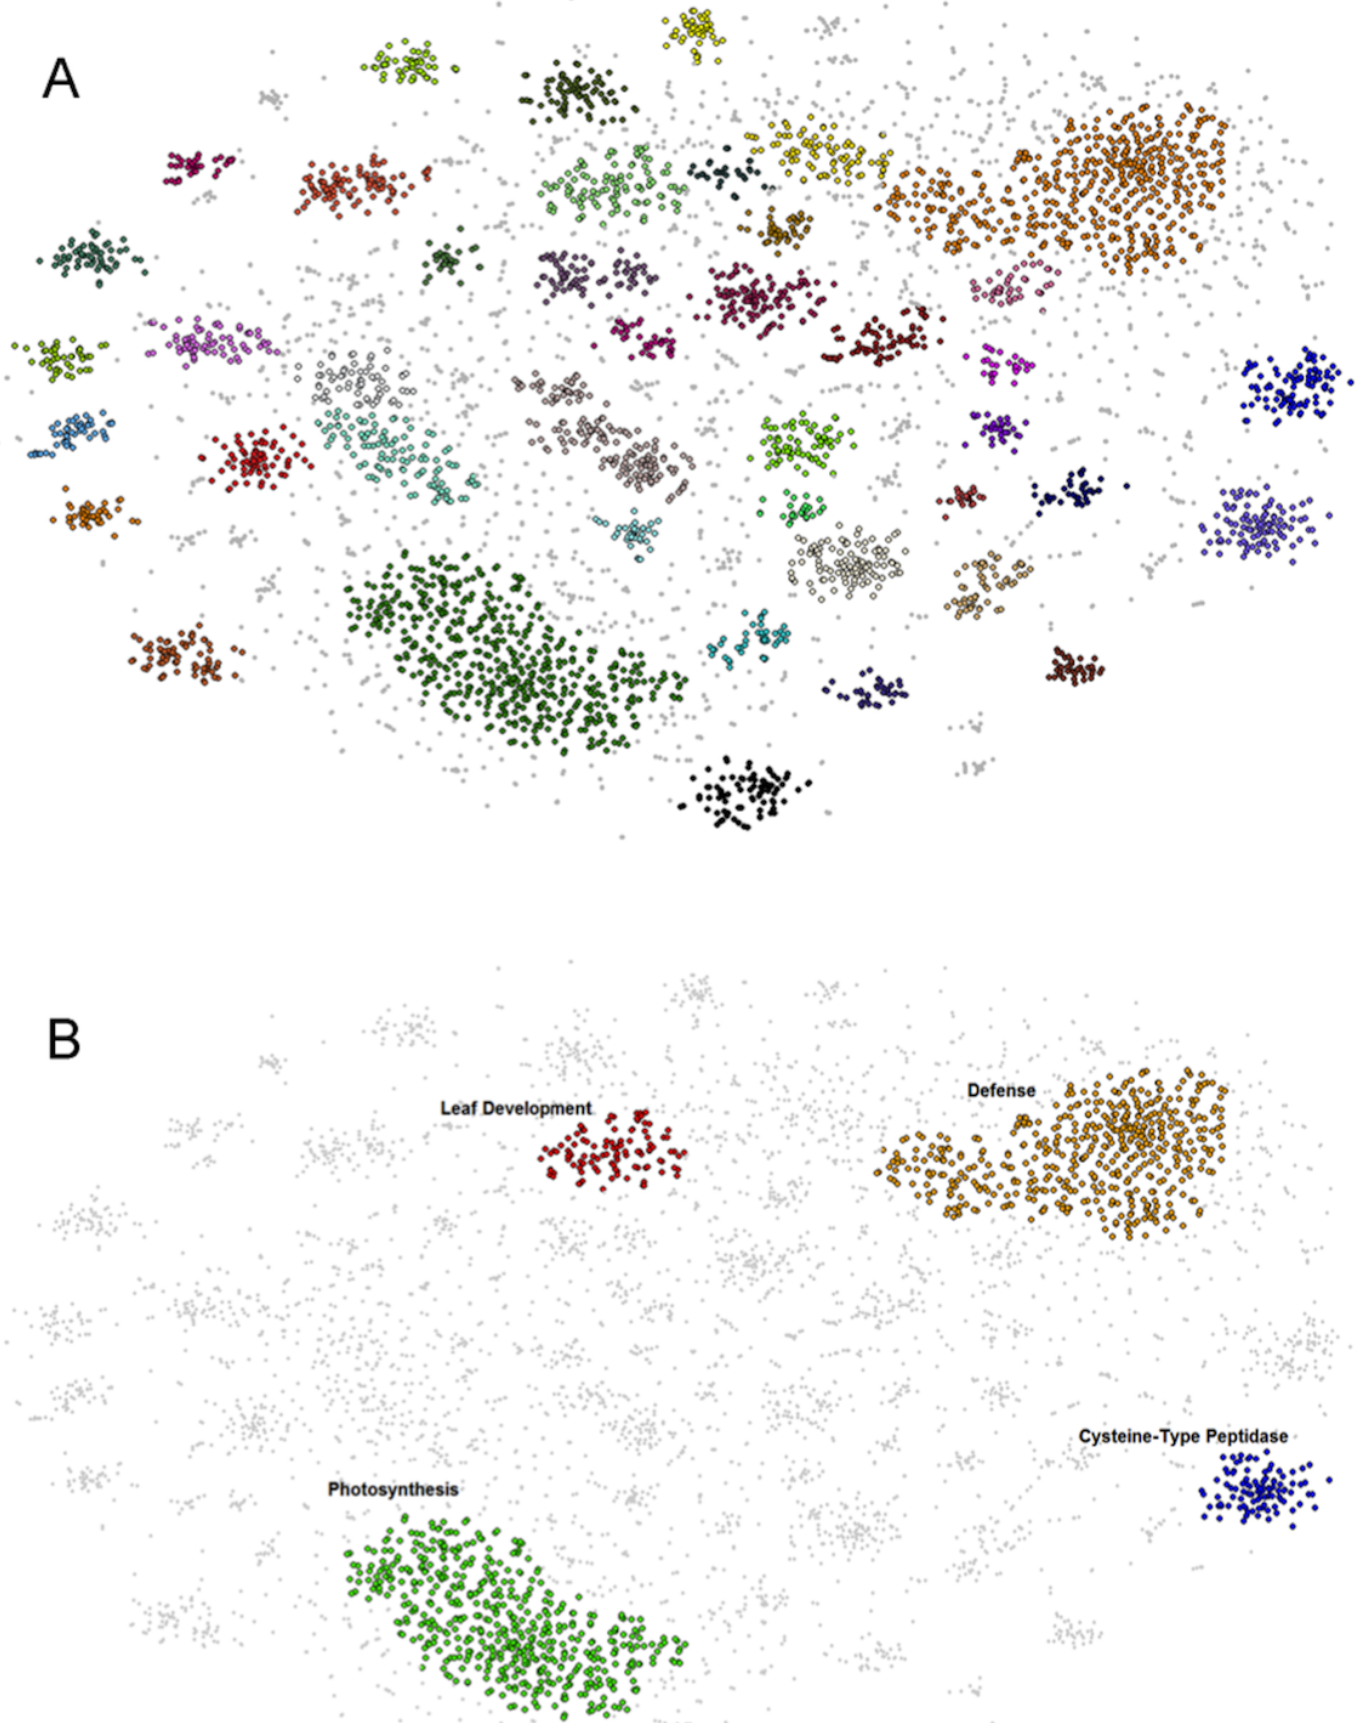 A
B
Defense
Leaf Development
Cysteine-Type Peptidase
Photosynthesis